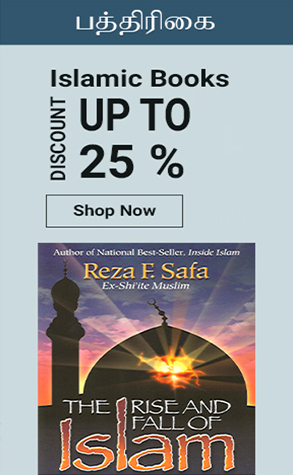 பத்திரிகை
Islamic Books
DISCOUNT
UP TO
25 %
Shop Now
Author of National Best-Seller, Inside Islam
Reza F. Safa
Ex-Shi'ite Muslim
THE RISE AND
FALL OF
Islam